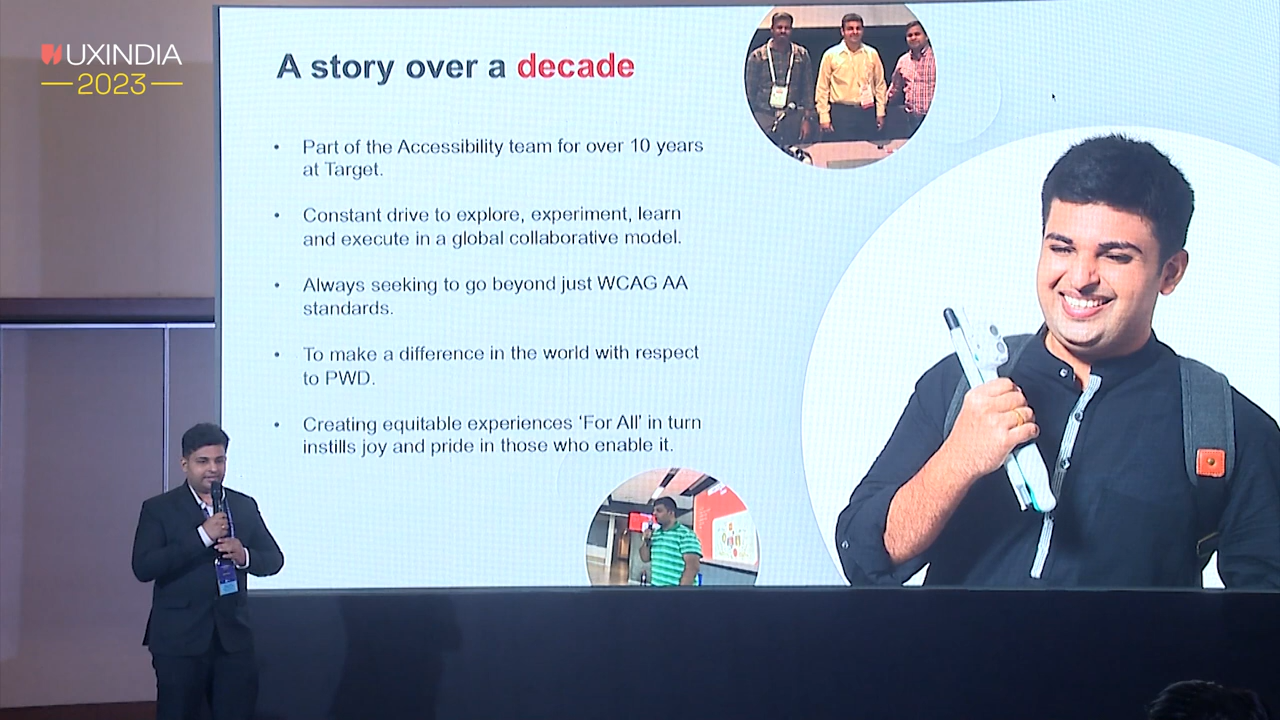 UXINDIA
2023
A story over a decade
• Part of the Accessibility team for over 10 years
at Target.
• Constant drive to explore, experiment, learn
and execute in a global collaborative model.
• Always seeking to go beyond just WCAG AA
standards.
• To make a difference in the world with respect
to PWD.
• Creating equitable experiences ‘For All’ in turn
instills joy and pride in those who enable it.